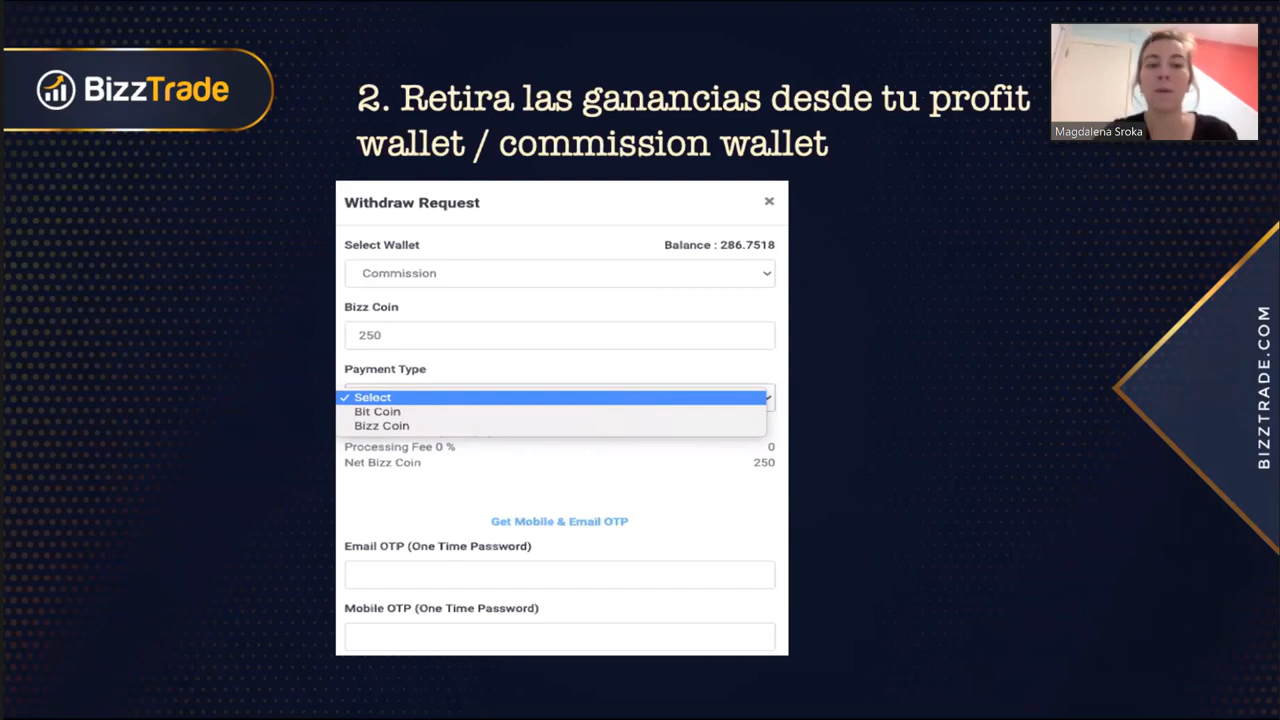 BizzTrade
2. Retira las ganancias desde tu profit
wallet / commission wallet
Magdalena Sroka
Withdraw Request ×
Select Wallet Balance : 286.7518
Commission
Bizz Coin
250
Payment Type
✓ Select
Bit Coin
Bizz Coin
Processing Fee 0 % 0
Net Bizz Coin 250
Get Mobile & Email OTP
Email OTP (One Time Password)
Mobile OTP (One Time Password)
BIZZTRADE.COM